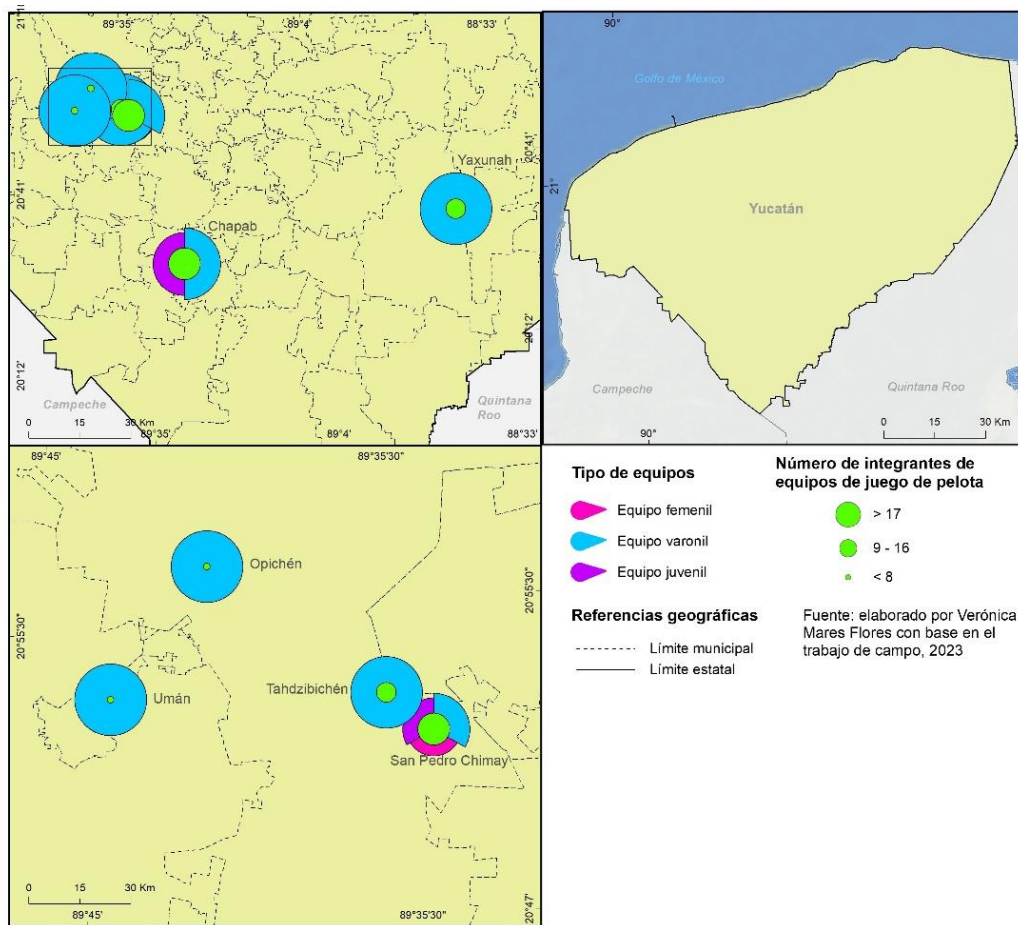 21°11'
89°35'
89°4'
88°33'
20°41'
20°41'
Yaxunah
Chapab
20°12'
20°12'
Campeche
Quintana
Roo
0 15 30 Km
89°35'
89°4'
88°33'
90°
Golfo de México
21°
Yucatán
Campeche
Quintana Roo
0 15 30 Km
90°
89°45'
89°35'30"
Opichén
20°55'30"
20°55'30"
Tahdzibichén
Umán
San Pedro Chimay
0 15 30 Km
89°45'
89°35'30"
20°47'
Tipo de equipos
Equipo femenil
Equipo varonil
Equipo juvenil
Número de integrantes de
equipos de juego de pelota
> 17
9 - 16
< 8
Referencias geográficas
Límite municipal
Límite estatal
Fuente: elaborado por Verónica
Mares Flores con base en el
trabajo de campo, 2023